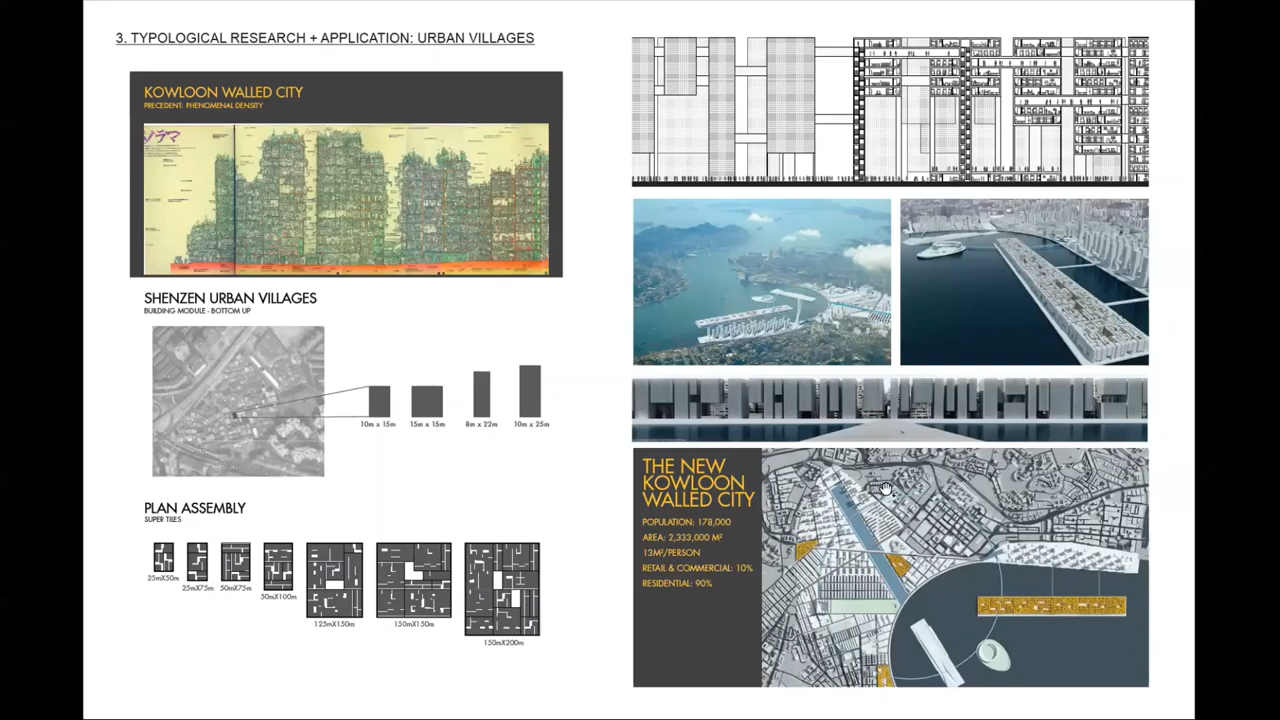 3. TYPOLOGICAL RESEARCH + APPLICATION: URBAN VILLAGES
KOWLOON WALLED CITY
PRECEDENT: PHENOMENAL DENSITY
SHENZEN URBAN VILLAGES
BUILDING MODULE - BOTTOM UP
10m x 15m
15m x 15m
8m x 22m
10m x 25m
PLAN ASSEMBLY
SUPER TILES
25mX50m
25mX75m
50mX75m
50mX100m
125mX150m
150mX150m
150mX200m
THE NEW
KOWLOON
WALLED CITY
POPULATION: 178,000
AREA: 2,333,000 M²
13M²/PERSON
RETAIL & COMMERCIAL: 10%
RESIDENTIAL: 90%